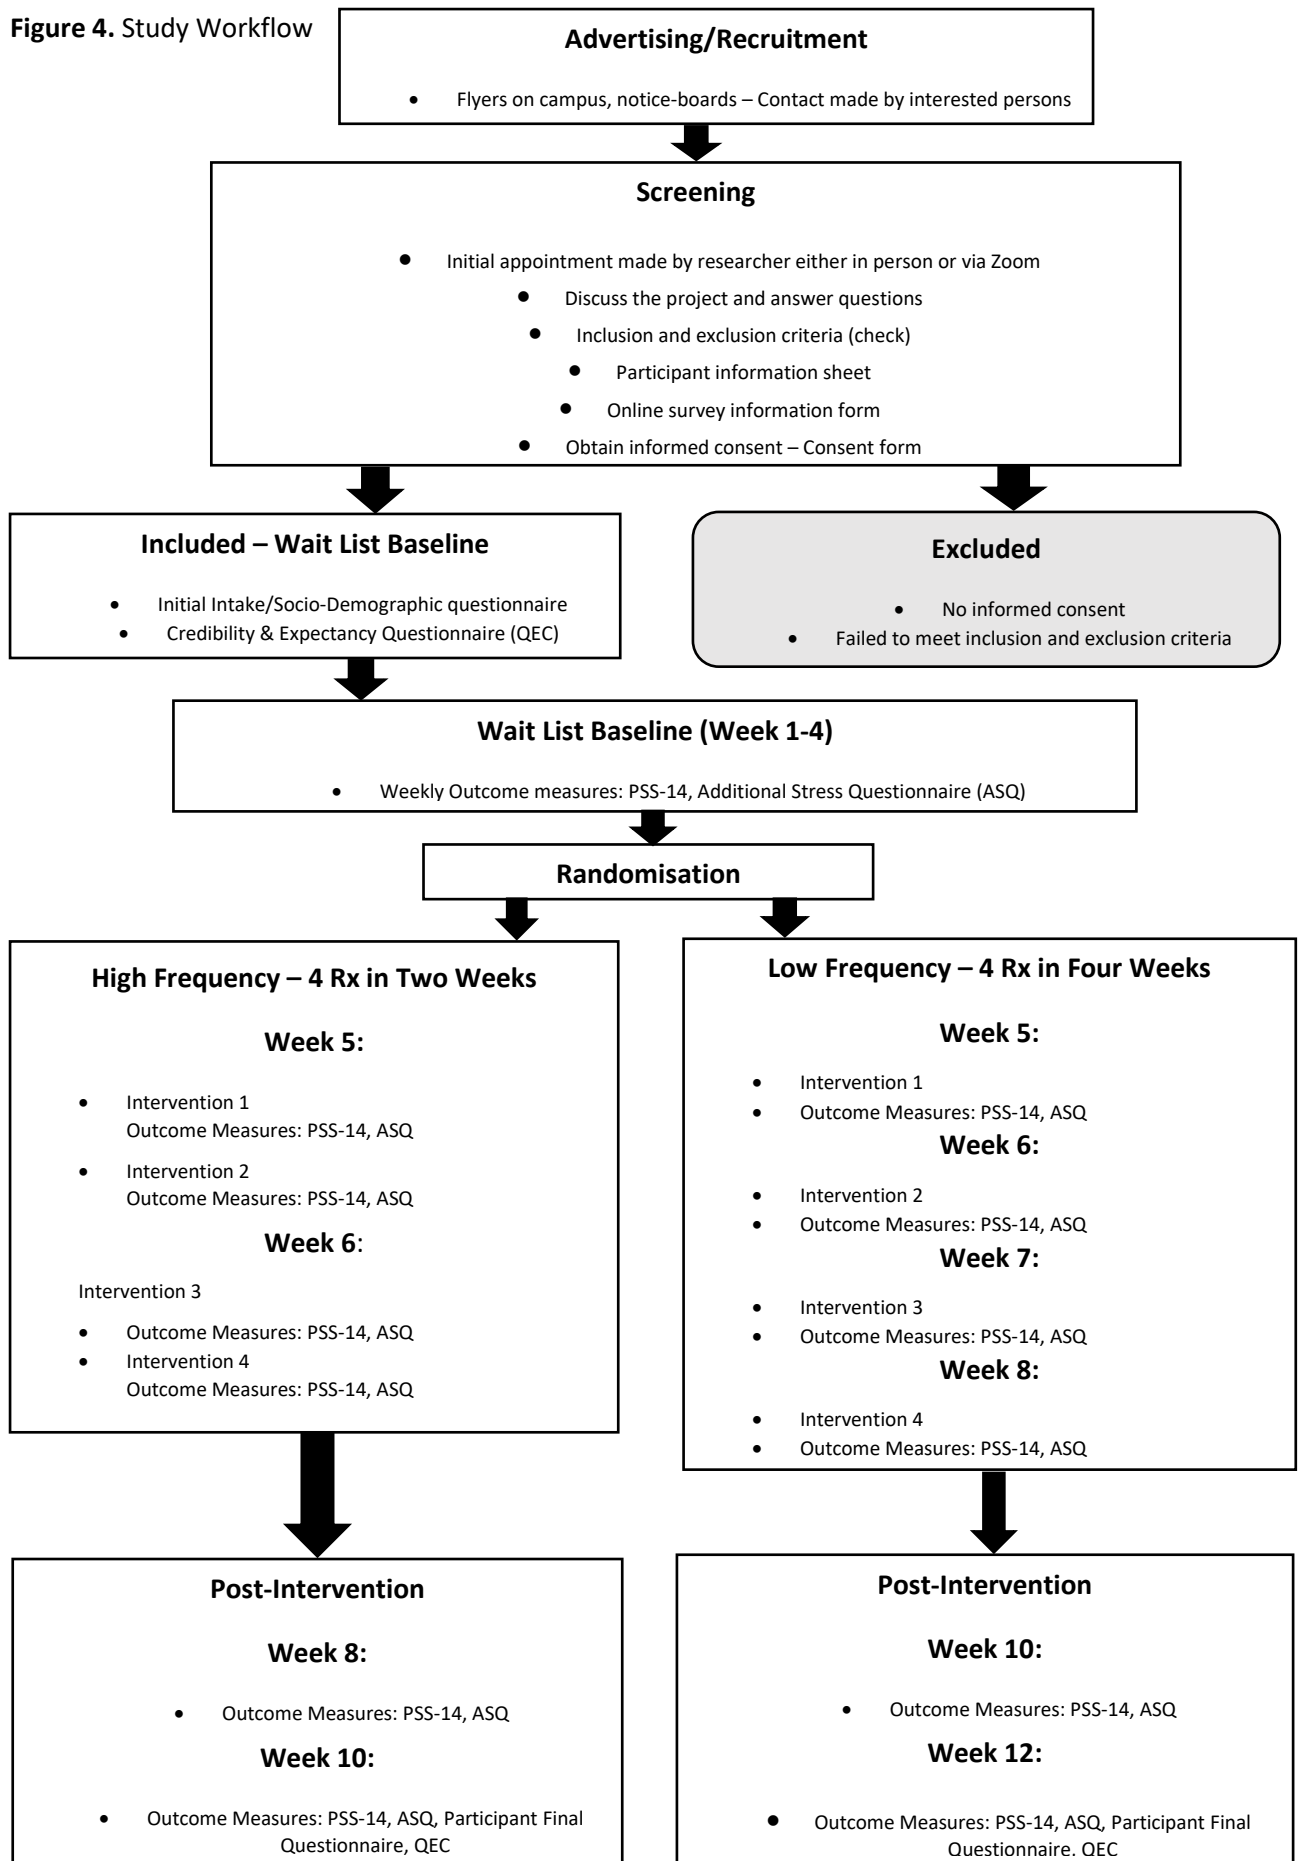 Figure 4. Study Workflow
Advertising/Recruitment
• Flyers on campus, notice-boards – Contact made by interested persons
Screening
• Initial appointment made by researcher either in person or via Zoom
• Discuss the project and answer questions
• Inclusion and exclusion criteria (check)
• Participant information sheet
• Online survey information form
• Obtain informed consent – Consent form
Included – Wait List Baseline
• Initial Intake/Socio-Demographic questionnaire
• Credibility & Expectancy Questionnaire (QEC)
Excluded
• No informed consent
• Failed to meet inclusion and exclusion criteria
Wait List Baseline (Week 1-4)
• Weekly Outcome measures: PSS-14, Additional Stress Questionnaire (ASQ)
Randomisation
High Frequency – 4 Rx in Two Weeks
Week 5:
• Intervention 1
Outcome Measures: PSS-14, ASQ
• Intervention 2
Outcome Measures: PSS-14, ASQ
Week 6:
Intervention 3
• Outcome Measures: PSS-14, ASQ
• Intervention 4
Outcome Measures: PSS-14, ASQ
Low Frequency – 4 Rx in Four Weeks
Week 5:
• Intervention 1
• Outcome Measures: PSS-14, ASQ
Week 6:
• Intervention 2
• Outcome Measures: PSS-14, ASQ
Week 7:
• Intervention 3
• Outcome Measures: PSS-14, ASQ
Week 8:
• Intervention 4
• Outcome Measures: PSS-14, ASQ
Post-Intervention
Week 8:
• Outcome Measures: PSS-14, ASQ
Week 10:
• Outcome Measures: PSS-14, ASQ, Participant Final
Questionnaire, QEC
Post-Intervention
Week 10:
• Outcome Measures: PSS-14, ASQ
Week 12:
• Outcome Measures: PSS-14, ASQ, Participant Final
Questionnaire, QEC